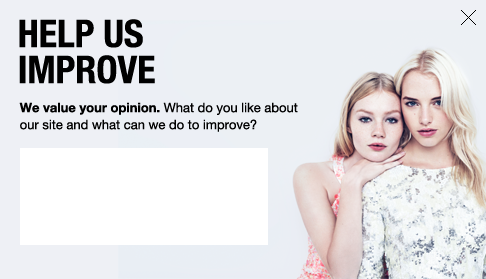 HELP US
IMPROVE
We value your opinion. What do you like about
our site and what can we do to improve?